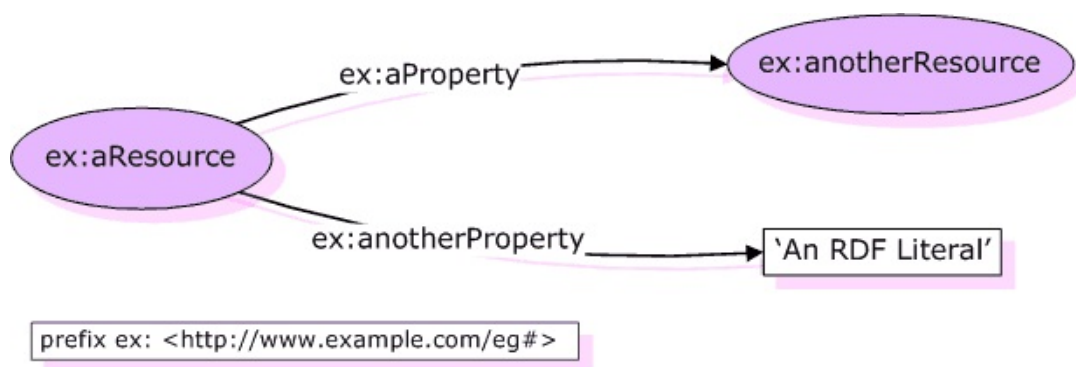 ex:aProperty
ex:anotherResource
ex:aResource
ex:anotherProperty
‘An RDF Literal’
prefix ex: <http://www.example.com/eg#>